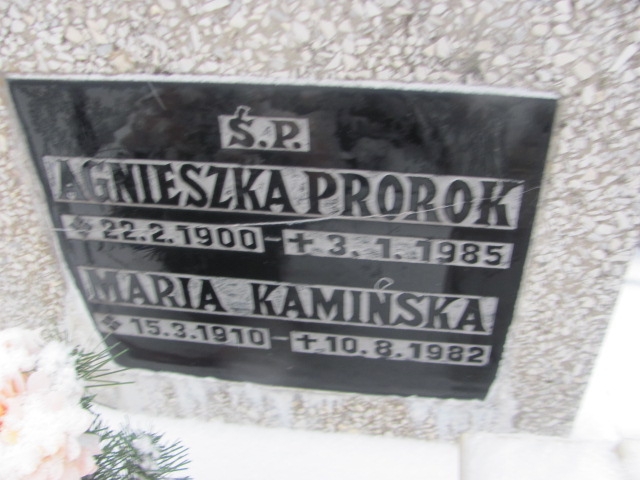 Ś.P.
AGNIESZKA PROROK
* 22.2.1900 - ✝ 3.1.1985
MARIA KAMIŃSKA
* 15.3.1910 - ✝ 10.8.1982